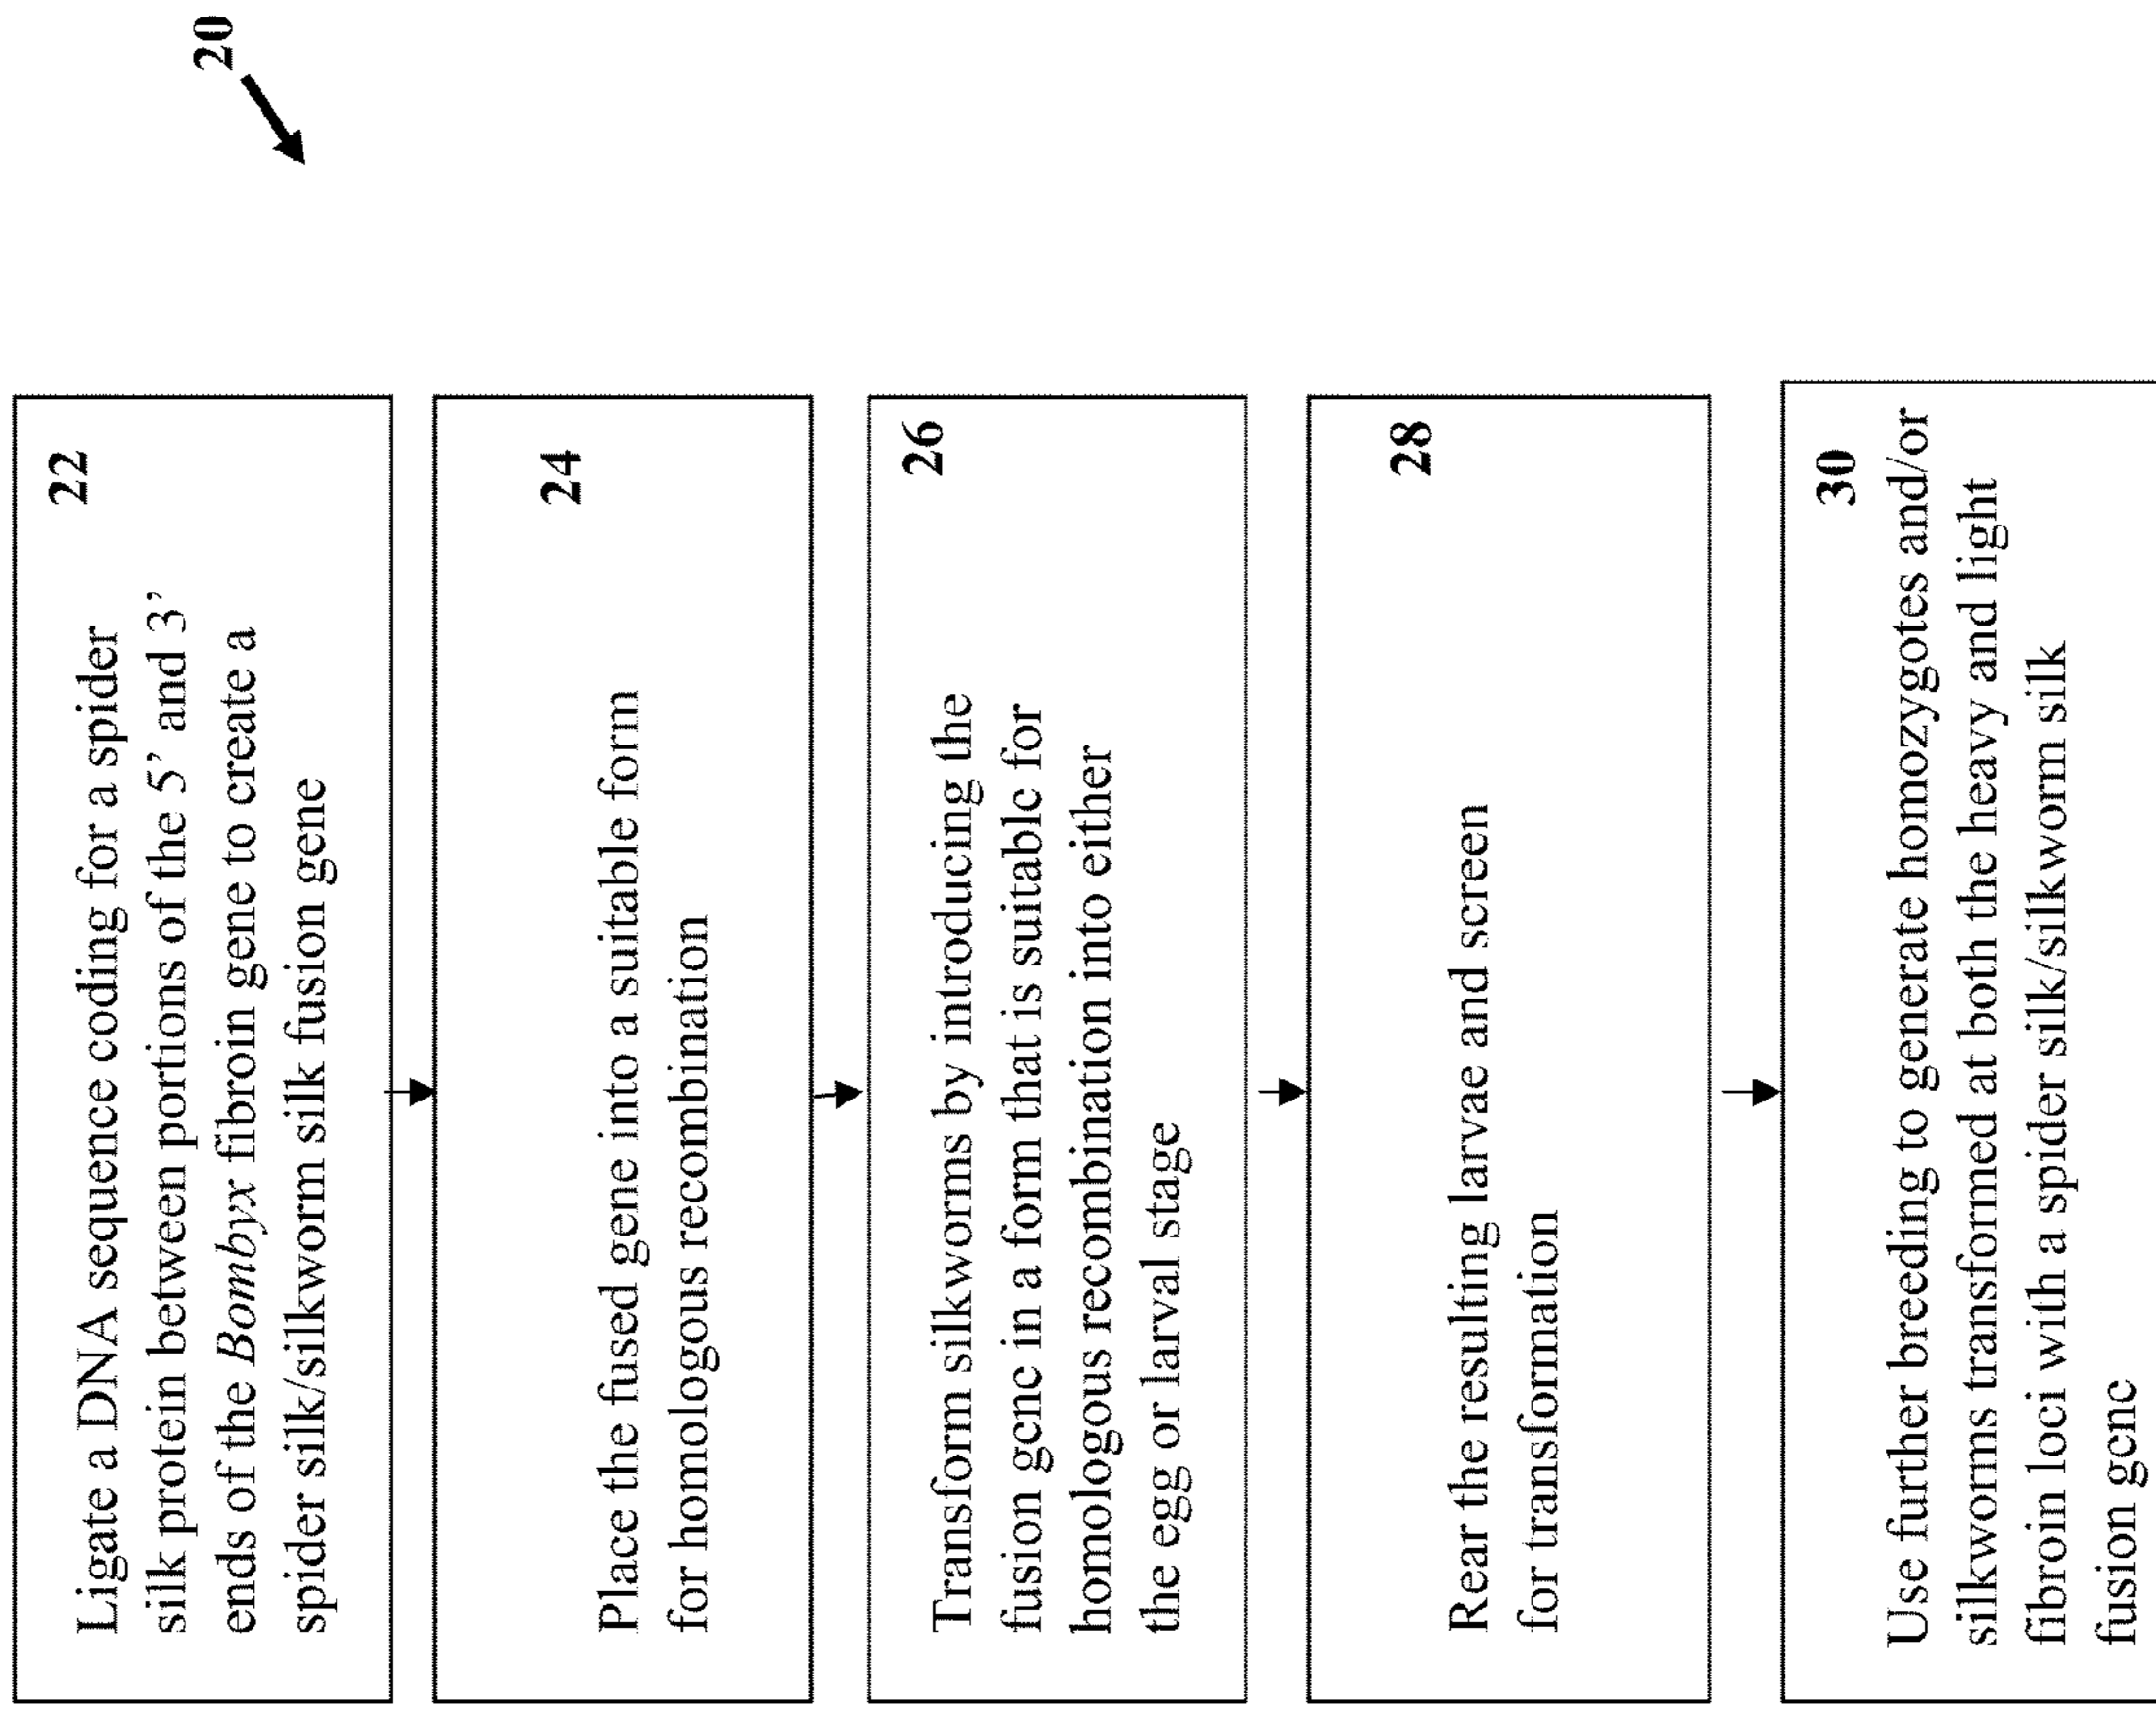 20
22
Ligate a DNA sequence coding for a spider
silk protein between portions of the 5’ and 3’
ends of the Bombyx fibroin gene to create a
spider silk/silkworm silk fusion gene
24
Place the fused gene into a suitable form
for homologous recombination
26
Transform silkworms by introducing the
fusion gene in a form that is suitable for
homologous recombination into either
the egg or larval stage
28
Rear the resulting larvae and screen
for transformation
30
Use further breeding to generate homozygotes and/or
silkworms transformed at both the heavy and light
fibroin loci with a spider silk/silkworm silk
fusion gene